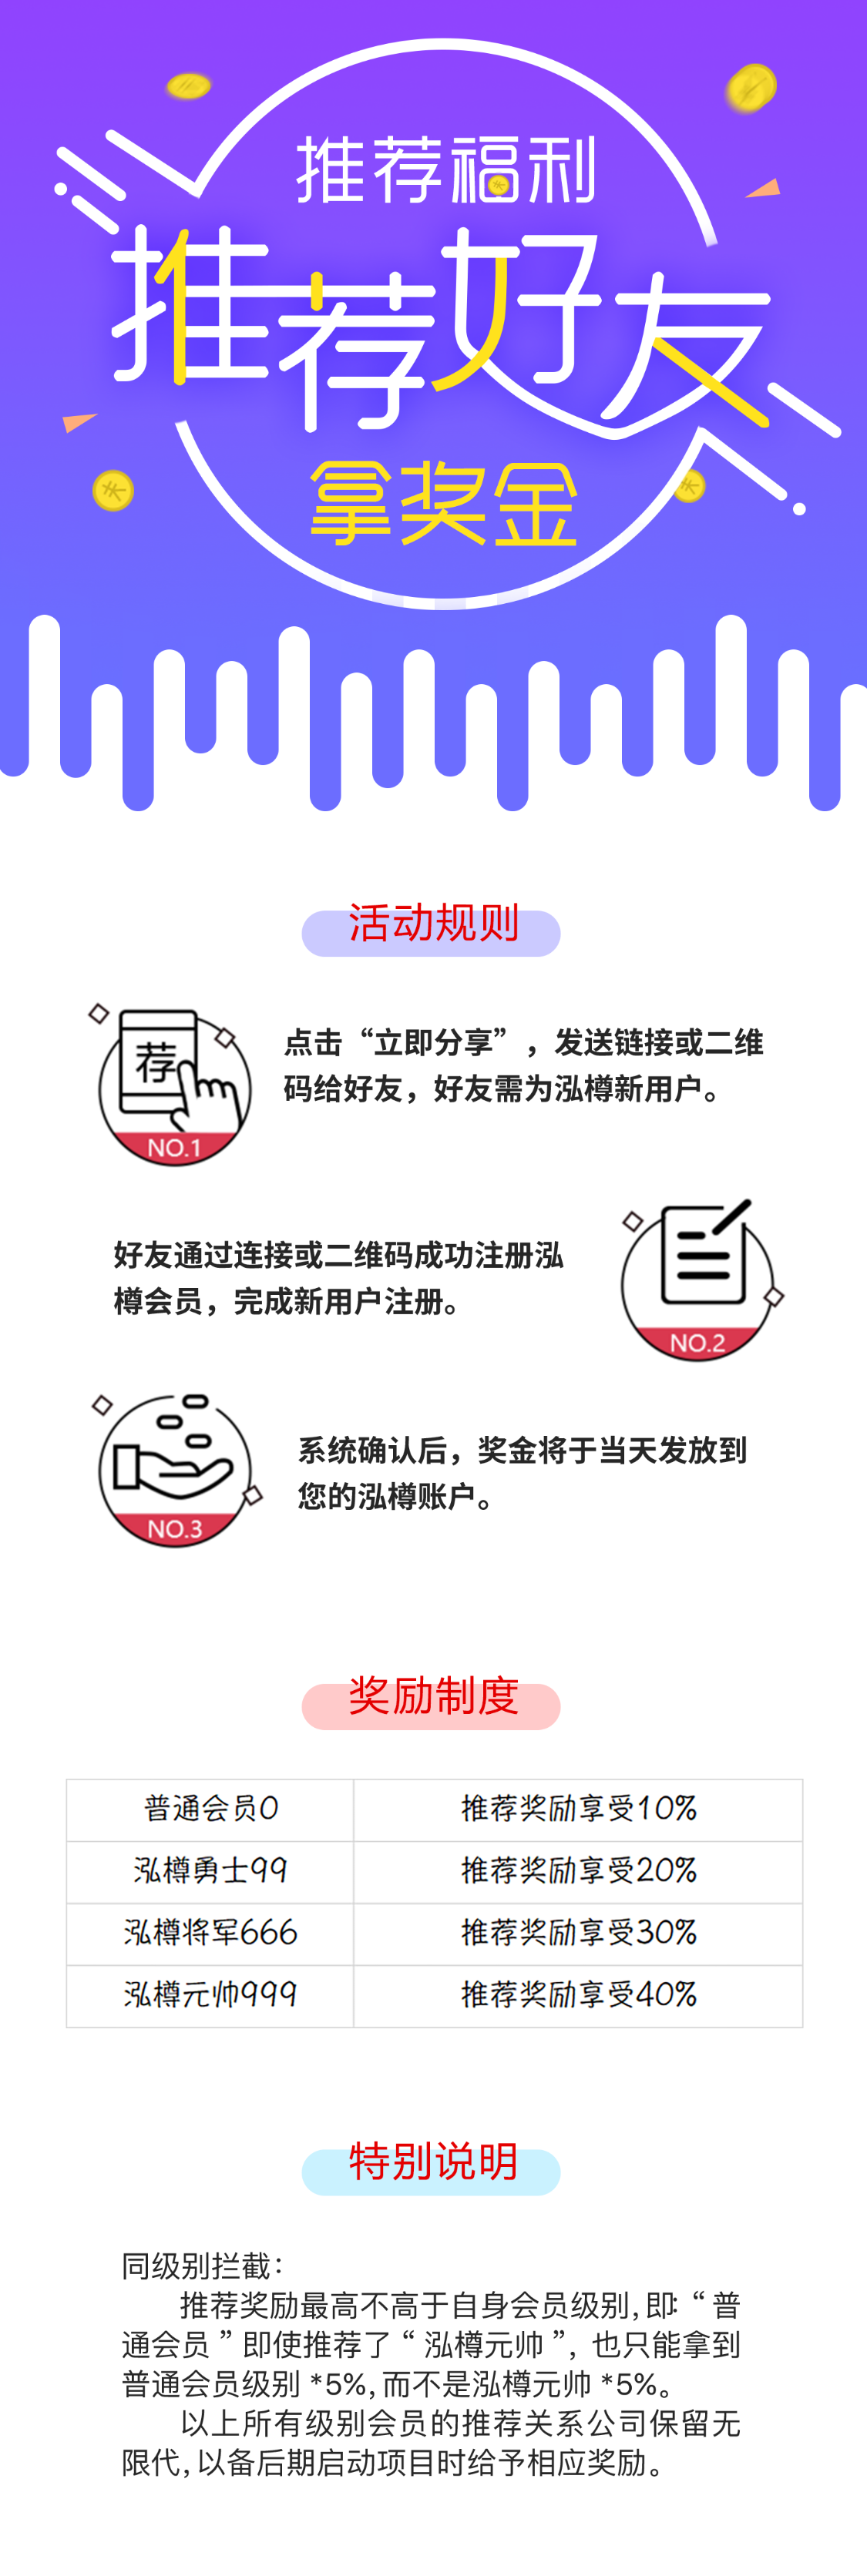 推荐福利
推荐好友
拿奖金
活动规则
荐
NO.1
点击“立即分享”，发送链接或二维
码给好友，好友需为泓樽新用户。
好友通过连接或二维码成功注册泓
樽会员，完成新用户注册。
NO.2
NO.3
系统确认后，奖金将于当天发放到
您的泓樽账户。
奖励制度
普通会员0 推荐奖励享受10%
泓樽勇士99 推荐奖励享受20%
泓樽将军666 推荐奖励享受30%
泓樽元帅999 推荐奖励享受40%
特别说明
同级别拦截：
推荐奖励最高不高于自身会员级别,即:“普
通会员”即使推荐了“泓樽元帅”，也只能拿到
普通会员级别*5%,而不是泓樽元帅*5%。
以上所有级别会员的推荐关系公司保留无
限代,以备后期启动项目时给予相应奖励。